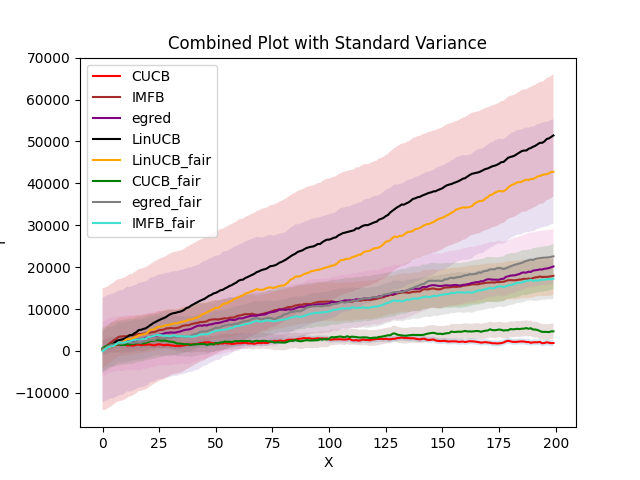 Combined Plot with Standard Variance
70000
60000
50000
40000
30000
20000
10000
0
−10000
CUCB
IMFB
egred
LinUCB
LinUCB_fair
CUCB_fair
egred_fair
IMFB_fair
0 25 50 75 100 125 150 175 200
X